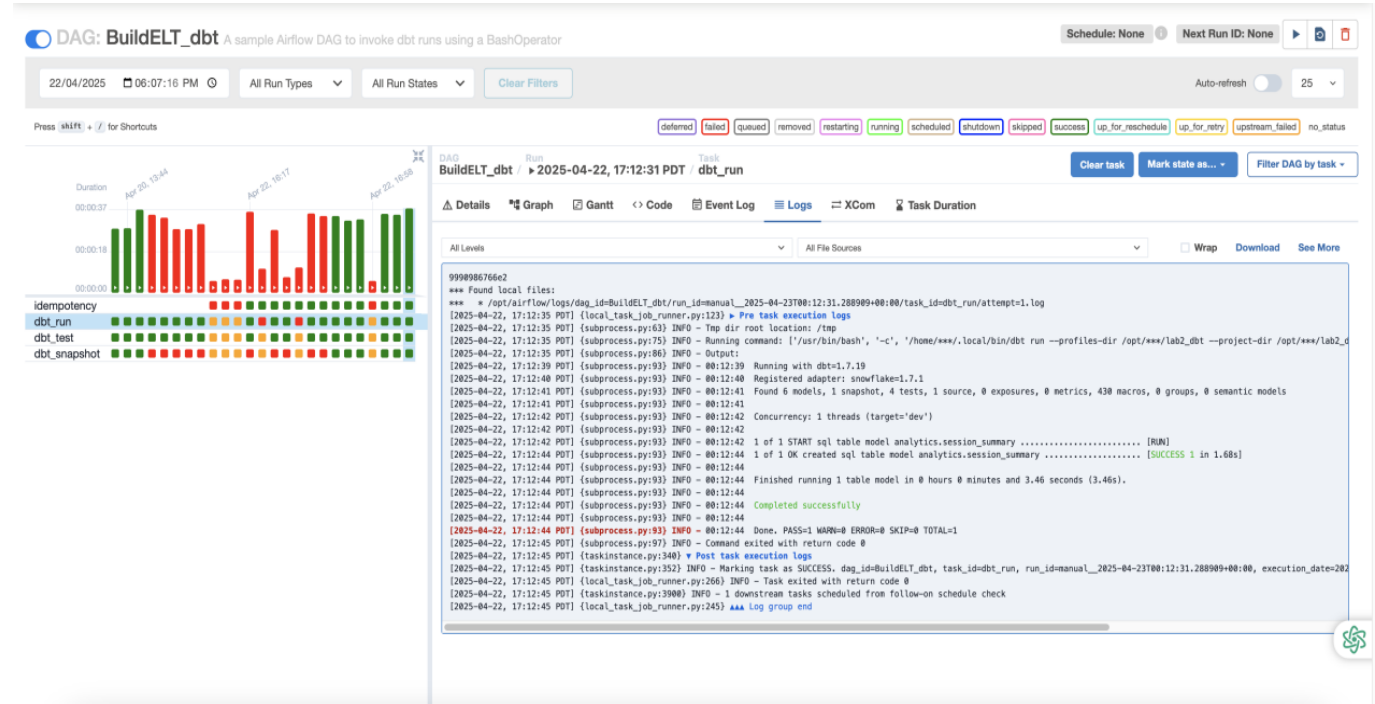 DAG: BuildELT_dbt A sample Airflow DAG to invoke dbt runs using a BashOperator
Schedule: None Next Run ID: None
22/04/2025 06:07:16 PM All Run Types All Run States Clear Filters
Auto-refresh 25
Press shift + / for Shortcuts
deferred failed queued removed restarting running scheduled shutdown skipped success up_for_reschedule up_for_retry upstream_failed no_status
Duration
Apr 20, 13:44 Apr 22, 16:17 Apr 22, 16:58
00:00:37
00:00:18
00:00:00
idempotency
dbt_run
dbt_test
dbt_snapshot
DAG Run Task
BuildELT_dbt / 2025-04-22, 17:12:31 PDT / dbt_run
Clear task Mark state as... Filter DAG by task
Details Graph Gantt Code Event Log Logs XCom Task Duration
All Levels All File Sources Wrap Download See More
9990986766e2
*** Found local files:
*** * /opt/airflow/logs/dag_id=BuildELT_dbt/run_id=manual__2025-04-23T00:12:31.288909+00:00/task_id=dbt_run/attempt=1.log
[2025-04-22, 17:12:35 PDT] {local_task_job_runner.py:123} ▶ Pre task execution logs
[2025-04-22, 17:12:35 PDT] {subprocess.py:63} INFO - Tmp dir root location: /tmp
[2025-04-22, 17:12:35 PDT] {subprocess.py:75} INFO - Running command: ['/usr/bin/bash', '-c', '/home/***/.local/bin/dbt run --profiles-dir /opt/***/lab2_dbt --project-dir /opt/***/lab2_d
[2025-04-22, 17:12:35 PDT] {subprocess.py:86} INFO - Output:
[2025-04-22, 17:12:39 PDT] {subprocess.py:93} INFO - 00:12:39 Running with dbt=1.7.19
[2025-04-22, 17:12:40 PDT] {subprocess.py:93} INFO - 00:12:40 Registered adapter: snowflake=1.7.1
[2025-04-22, 17:12:41 PDT] {subprocess.py:93} INFO - 00:12:41 Found 6 models, 1 snapshot, 4 tests, 1 source, 0 exposures, 0 metrics, 430 macros, 0 groups, 0 semantic models
[2025-04-22, 17:12:41 PDT] {subprocess.py:93} INFO - 00:12:41
[2025-04-22, 17:12:42 PDT] {subprocess.py:93} INFO - 00:12:42 Concurrency: 1 threads (target='dev')
[2025-04-22, 17:12:42 PDT] {subprocess.py:93} INFO - 00:12:42
[2025-04-22, 17:12:42 PDT] {subprocess.py:93} INFO - 00:12:42 1 of 1 START sql table model analytics.session_summary ......................... [RUN]
[2025-04-22, 17:12:44 PDT] {subprocess.py:93} INFO - 00:12:44 1 of 1 OK created sql table model analytics.session_summary .................... [SUCCESS 1 in 1.68s]
[2025-04-22, 17:12:44 PDT] {subprocess.py:93} INFO - 00:12:44
[2025-04-22, 17:12:44 PDT] {subprocess.py:93} INFO - 00:12:44 Finished running 1 table model in 0 hours 0 minutes and 3.46 seconds (3.46s).
[2025-04-22, 17:12:44 PDT] {subprocess.py:93} INFO - 00:12:44
[2025-04-22, 17:12:44 PDT] {subprocess.py:93} INFO - 00:12:44 Completed successfully
[2025-04-22, 17:12:44 PDT] {subprocess.py:93} INFO - 00:12:44
[2025-04-22, 17:12:44 PDT] {subprocess.py:93} INFO - 00:12:44 Done. PASS=1 WARN=0 ERROR=0 SKIP=0 TOTAL=1
[2025-04-22, 17:12:45 PDT] {subprocess.py:97} INFO - Command exited with return code 0
[2025-04-22, 17:12:45 PDT] {taskinstance.py:340} ▼ Post task execution logs
[2025-04-22, 17:12:45 PDT] {taskinstance.py:352} INFO - Marking task as SUCCESS. dag_id=BuildELT_dbt, task_id=dbt_run, run_id=manual__2025-04-23T00:12:31.288909+00:00, execution_date=202
[2025-04-22, 17:12:45 PDT] {local_task_job_runner.py:266} INFO - Task exited with return code 0
[2025-04-22, 17:12:45 PDT] {taskinstance.py:3900} INFO - 1 downstream tasks scheduled from follow-on schedule check
[2025-04-22, 17:12:45 PDT] {local_task_job_runner.py:245} ▲▲▲ Log group end